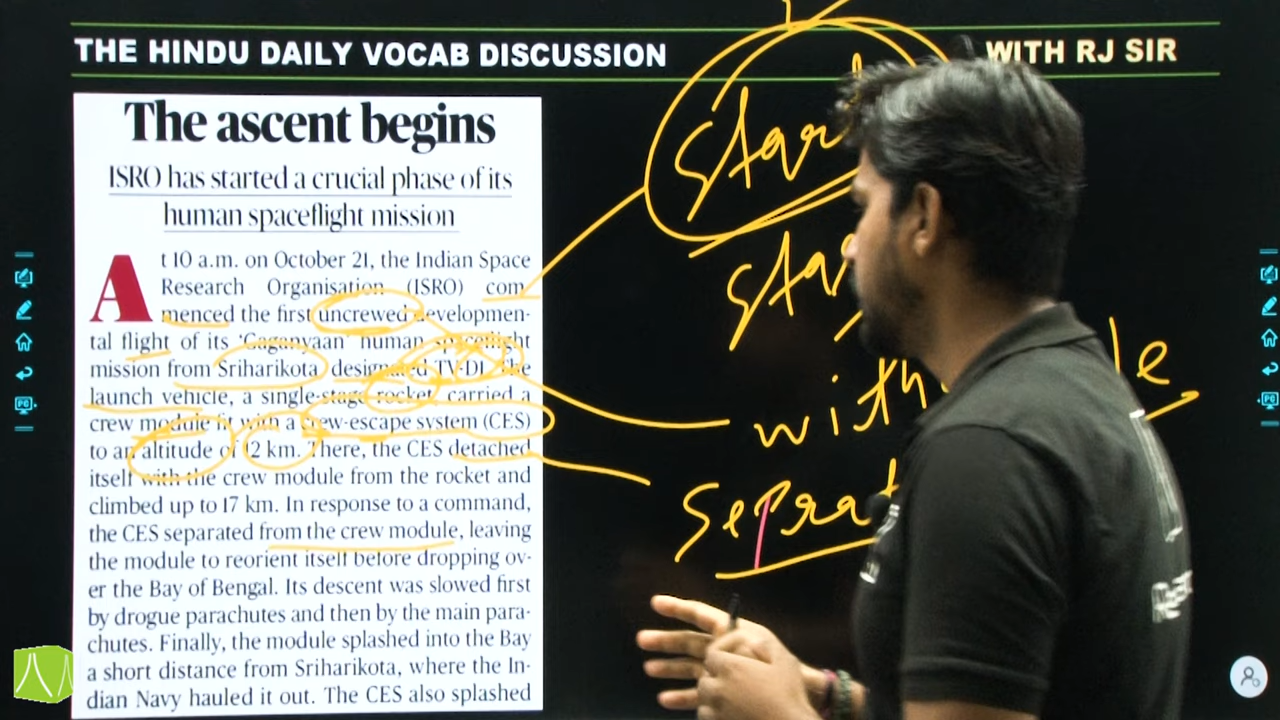 THE HINDU DAILY VOCAB DISCUSSION
WITH RJ SIR
The ascent begins
ISRO has started a crucial phase of its
human spaceflight mission
At 10 a.m. on October 21, the Indian Space
Research Organisation (ISRO) com
menced the first uncrewed developmen-
tal flight of its 'Gaganyaan' human spaceflight
mission from Sriharikota designated TV-D1. The
launch vehicle, a single-stage rocket, carried a
crew module fit with a crew-escape system (CES)
to an altitude of 12 km. There, the CES detached
itself with the crew module from the rocket and
climbed up to 17 km. In response to a command,
the CES separated from the crew module, leaving
the module to reorient itself before dropping ov-
er the Bay of Bengal. Its descent was slowed first
by drogue parachutes and then by the main para-
chutes. Finally, the module splashed into the Bay
a short distance from Sriharikota, where the In-
dian Navy hauled it out. The CES also splashed
Start
Sta
with
le
Seprat
PC
PC